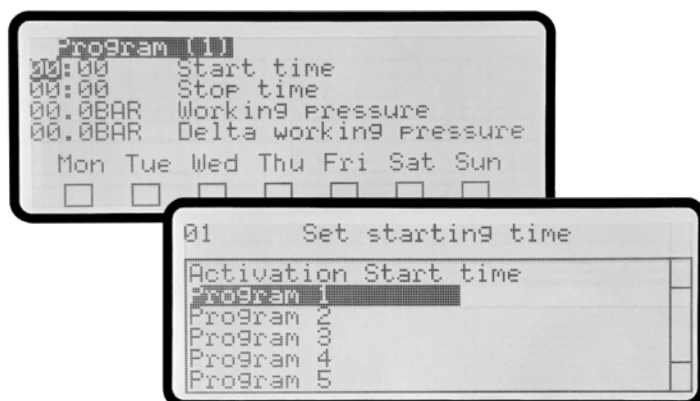 Program (1)
00:00 Start time
00:00 Stop time
00.0BAR Working pressure
00.0BAR Delta working pressure
Mon Tue Wed Thu Fri Sat Sun
01 Set starting time
Activation Start time
Program 1
Program 2
Program 3
Program 4
Program 5